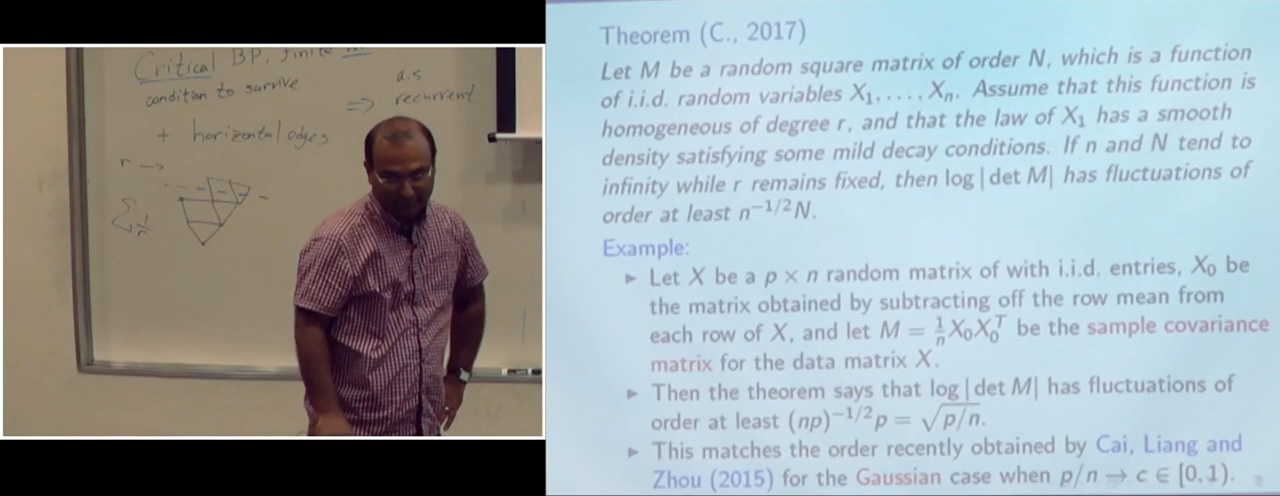 Critical BP, finite m
condition to survive
a.s
=> recurrent
+ horizontal edges
r →
Σ 1/r
Theorem (C., 2017)
Let M be a random square matrix of order N, which is a function
of i.i.d. random variables X₁, . . . , Xₙ. Assume that this function is
homogeneous of degree r, and that the law of X₁ has a smooth
density satisfying some mild decay conditions. If n and N tend to
infinity while r remains fixed, then log | det M| has fluctuations of
order at least n⁻¹/²N.
Example:
► Let X be a p × n random matrix of with i.i.d. entries, X₀ be
the matrix obtained by subtracting off the row mean from
each row of X, and let M = 1/n X₀X₀ᵀ be the sample covariance
matrix for the data matrix X.
► Then the theorem says that log | det M| has fluctuations of
order at least (np)⁻¹/²p = √p/n.
► This matches the order recently obtained by Cai, Liang and
Zhou (2015) for the Gaussian case when p/n → c ∈ [0, 1).